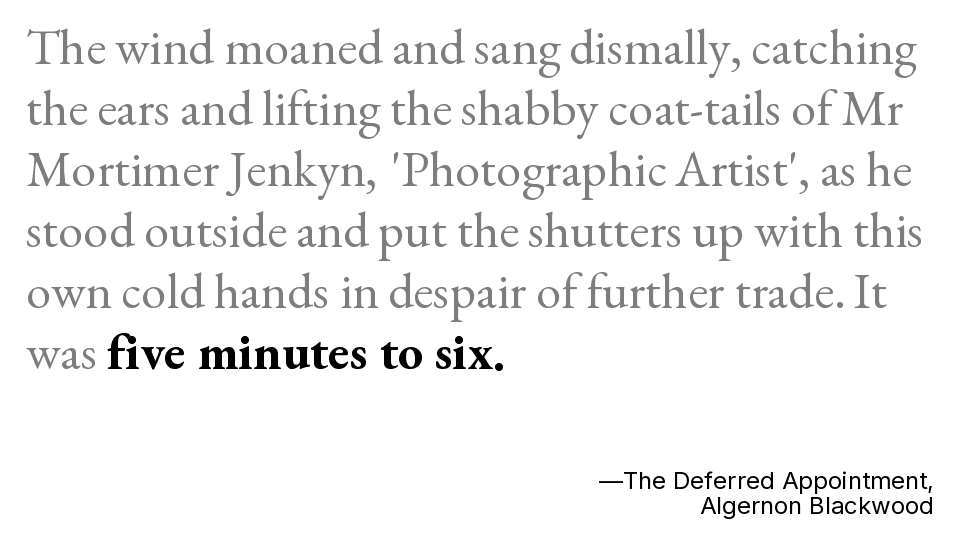 The wind moaned and sang dismally, catching
the ears and lifting the shabby coat-tails of Mr
Mortimer Jenkyn, 'Photographic Artist', as he
stood outside and put the shutters up with this
own cold hands in despair of further trade. It
was five minutes to six.
—The Deferred Appointment,
Algernon Blackwood